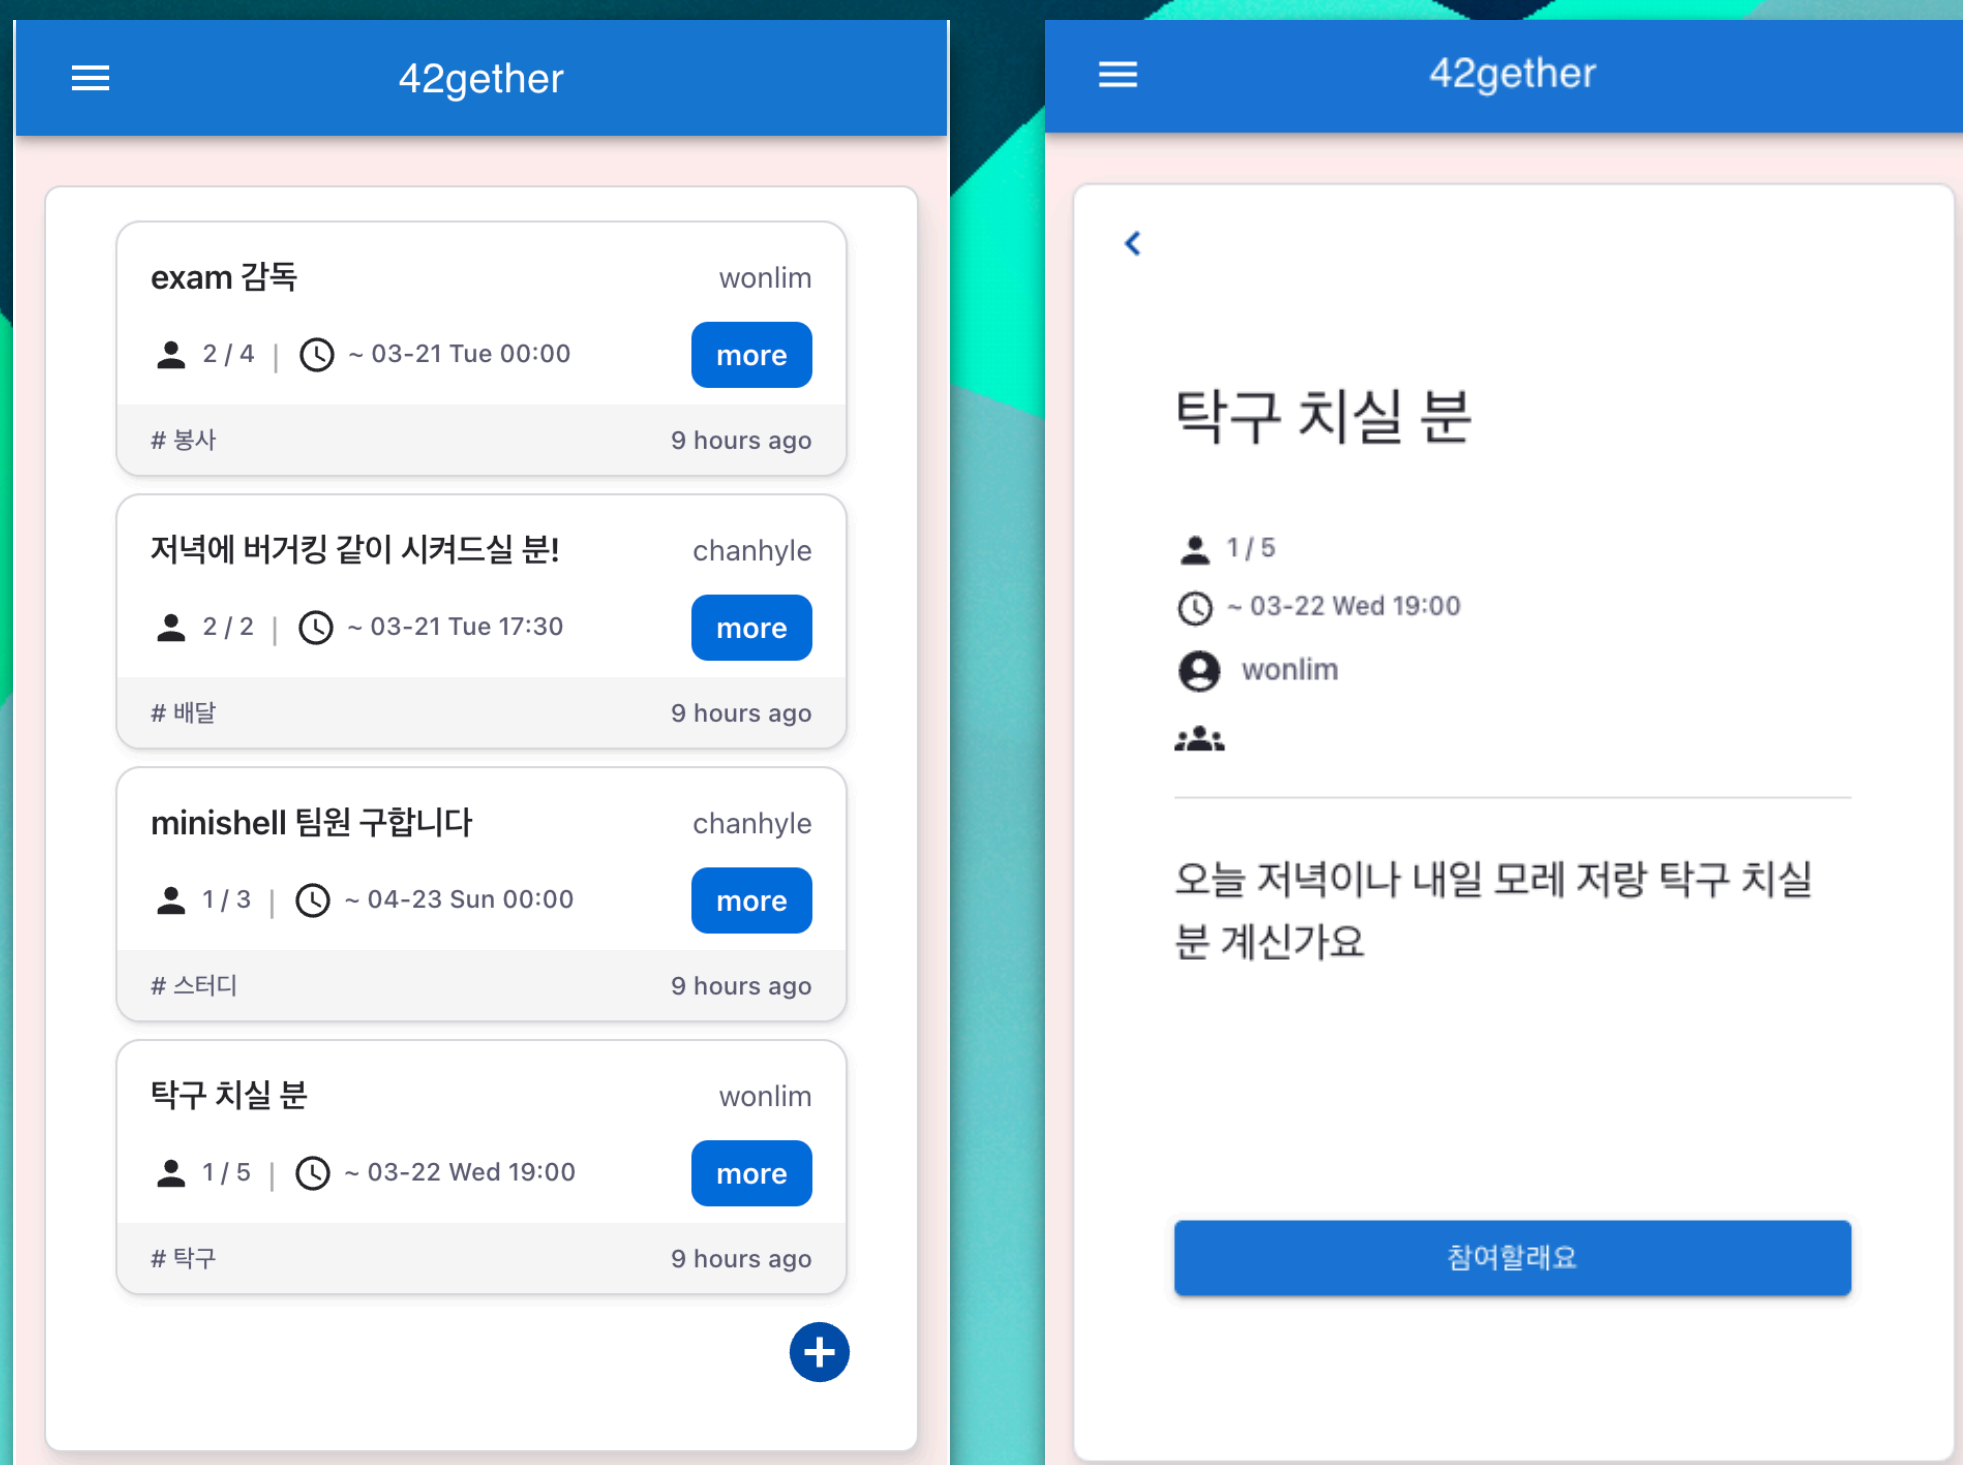 42gether
exam 감독
wonlim
2 / 4 | ~ 03-21 Tue 00:00
more
# 봉사
9 hours ago
저녁에 버거킹 같이 시켜드실 분!
chanhyle
2 / 2 | ~ 03-21 Tue 17:30
more
# 배달
9 hours ago
minishell 팀원 구합니다
chanhyle
1 / 3 | ~ 04-23 Sun 00:00
more
# 스터디
9 hours ago
탁구 치실 분
wonlim
1 / 5 | ~ 03-22 Wed 19:00
more
# 탁구
9 hours ago
42gether
탁구 치실 분
1 / 5
~ 03-22 Wed 19:00
wonlim
오늘 저녁이나 내일 모레 저랑 탁구 치실
분 계신가요
참여할래요